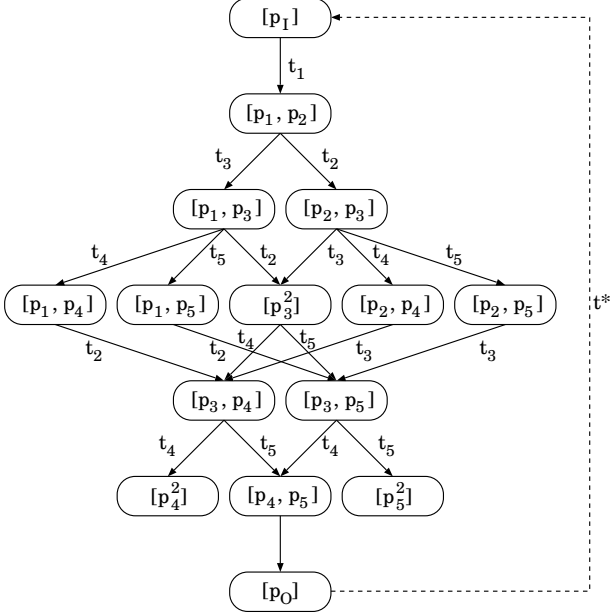 [p_I]
t_1
[p_1, p_2]
t_3 t_2
[p_1, p_3] [p_2, p_3]
t_4 t_5 t_2 t_3 t_4 t_5
[p_1, p_4] [p_1, p_5] [p_3^2] [p_2, p_4] [p_2, p_5] t*
t_2 t_2 t_4 t_5 t_3 t_3
[p_3, p_4] [p_3, p_5]
t_4 t_5 t_4 t_5
[p_4^2] [p_4, p_5] [p_5^2]
[p_O]